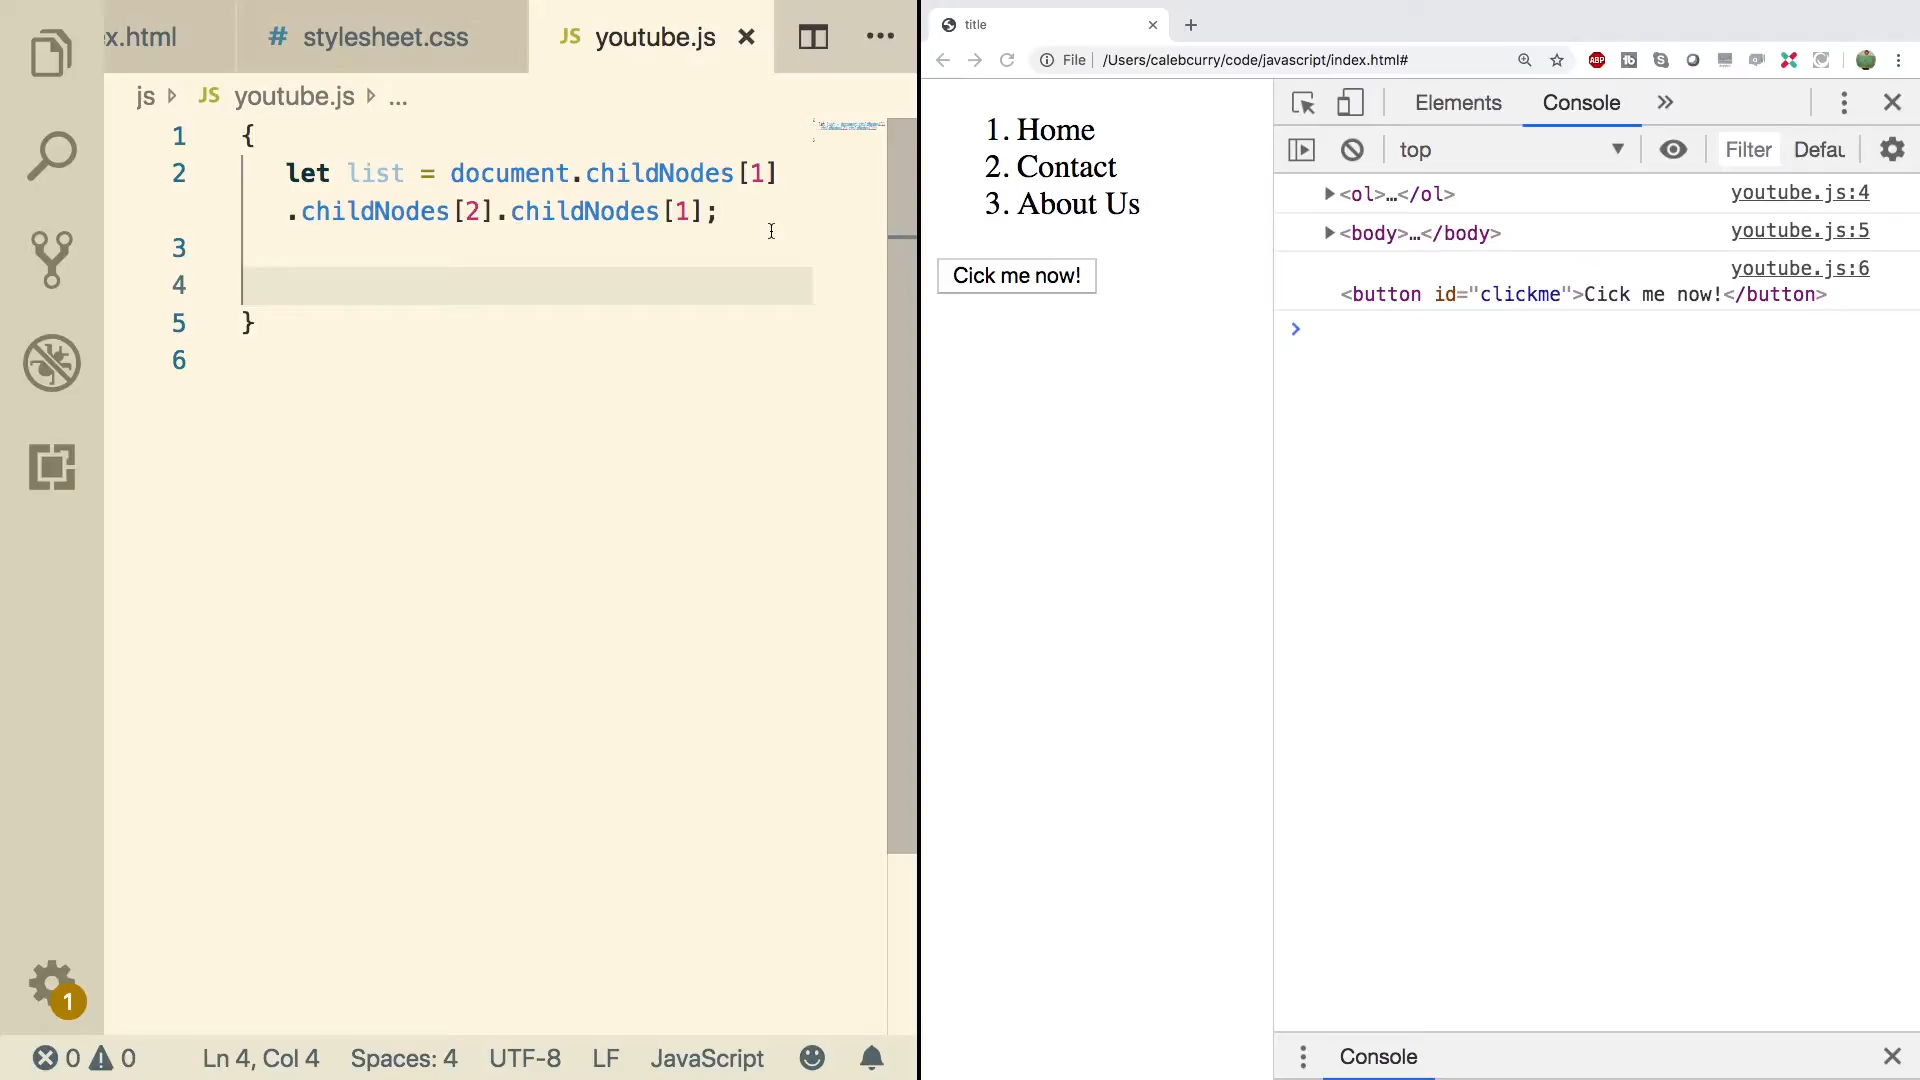 x.html
# stylesheet.css
JS youtube.js
js JS youtube.js ...
1 {
2 let list = document.childNodes[1]
.childNodes[2].childNodes[1];
3
4
5 }
6
1
0 0 Ln 4, Col 4 Spaces: 4 UTF-8 LF JavaScript
title
File /Users/calebcurry/code/javascript/index.html#
ABP
1. Home
2. Contact
3. About Us
Cick me now!
Elements Console
top Filter Defau
<ol>…</ol> youtube.js:4
<body>…</body> youtube.js:5
youtube.js:6
<button id="clickme">Cick me now!</button>
Console